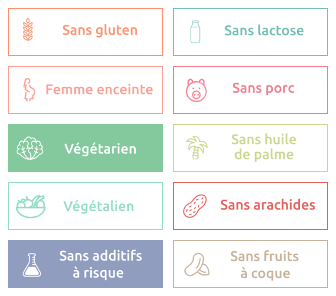 Sans gluten
Sans lactose
Femme enceinte
Sans porc
Végétarien
Sans huile
de palme
Végétalien
Sans arachides
Sans additifs
à risque
Sans fruits
à coque